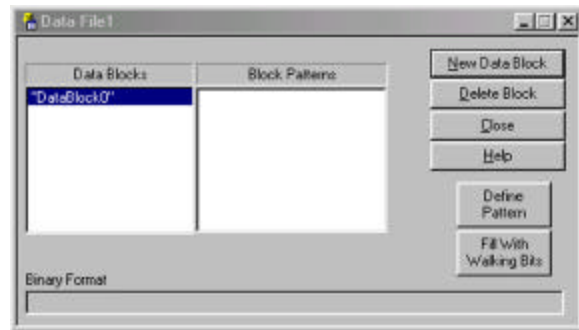 Data File1
Data Blocks
Block Patterns
"DataBlock0"
New Data Block
Delete Block
Close
Help
Define
Pattern
Fill With
Walking Bits
Binary Format